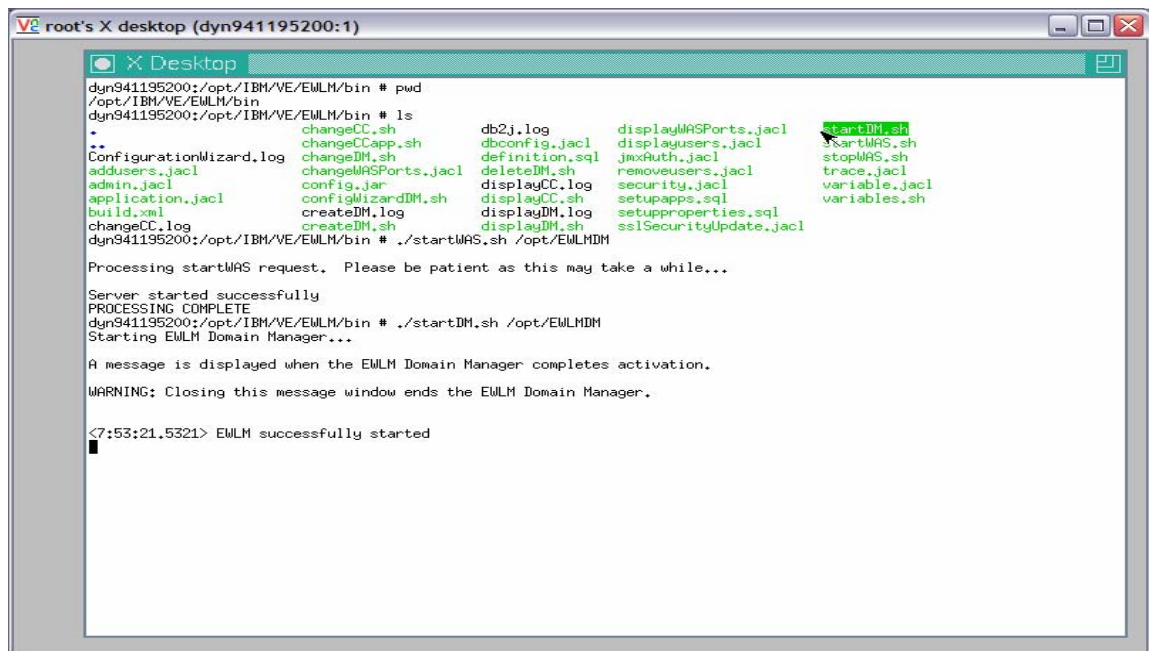 root's X desktop (dyn941195200:1)
X Desktop
dyn941195200:/opt/IBM/VE/EWLM/bin # pwd
/opt/IBM/VE/EWLM/bin
dyn941195200:/opt/IBM/VE/EWLM/bin # ls
. changeCC.sh db2j.log displayWASPorts.jacl startDM.sh
.. changeCCapp.sh dbconfig.jacl displayusers.jacl startWAS.sh
ConfigurationWizard.log changeDM.sh definition.sql jmxAuth.jacl stopWAS.sh
addusers.jacl changeWASPorts.jacl deleteDM.sh removeusers.jacl trace.jacl
admin.jacl config.jar displayCC.log security.jacl variable.jacl
application.jacl configWizardDM.sh displayCC.sh setupapps.sql variables.sh
build.xml createDM.log displayDM.log setupproperties.sql
changeCC.log createDM.sh displayDM.sh sslSecurityUpdate.jacl
dyn941195200:/opt/IBM/VE/EWLM/bin # ./startWAS.sh /opt/EWLMDM
Processing startWAS request. Please be patient as this may take a while...
Server started successfully
PROCESSING COMPLETE
dyn941195200:/opt/IBM/VE/EWLM/bin # ./startDM.sh /opt/EWLMDM
Starting EWLM Domain Manager...
A message is displayed when the EWLM Domain Manager completes activation.
WARNING: Closing this message window ends the EWLM Domain Manager.
<7:53:21.5321> EWLM successfully started